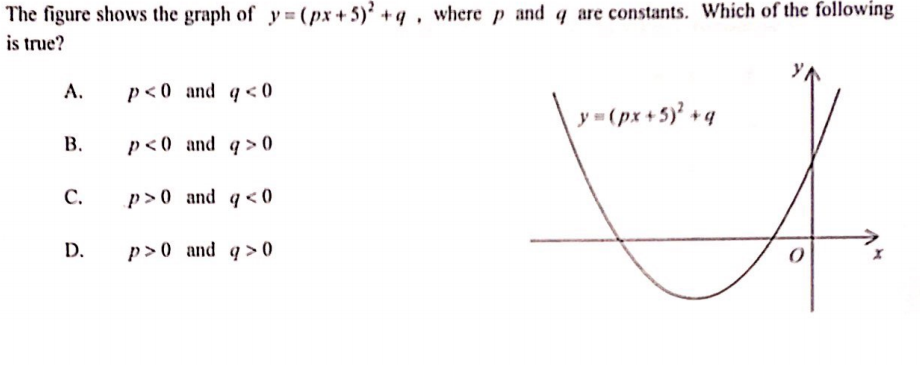 The figure shows the graph of y = (px + 5)² + q , where p and q are constants. Which of the following
is true?
A. p < 0 and q < 0
B. p < 0 and q > 0
C. p > 0 and q < 0
D. p > 0 and q > 0
y
y = (px + 5)² + q
O
x